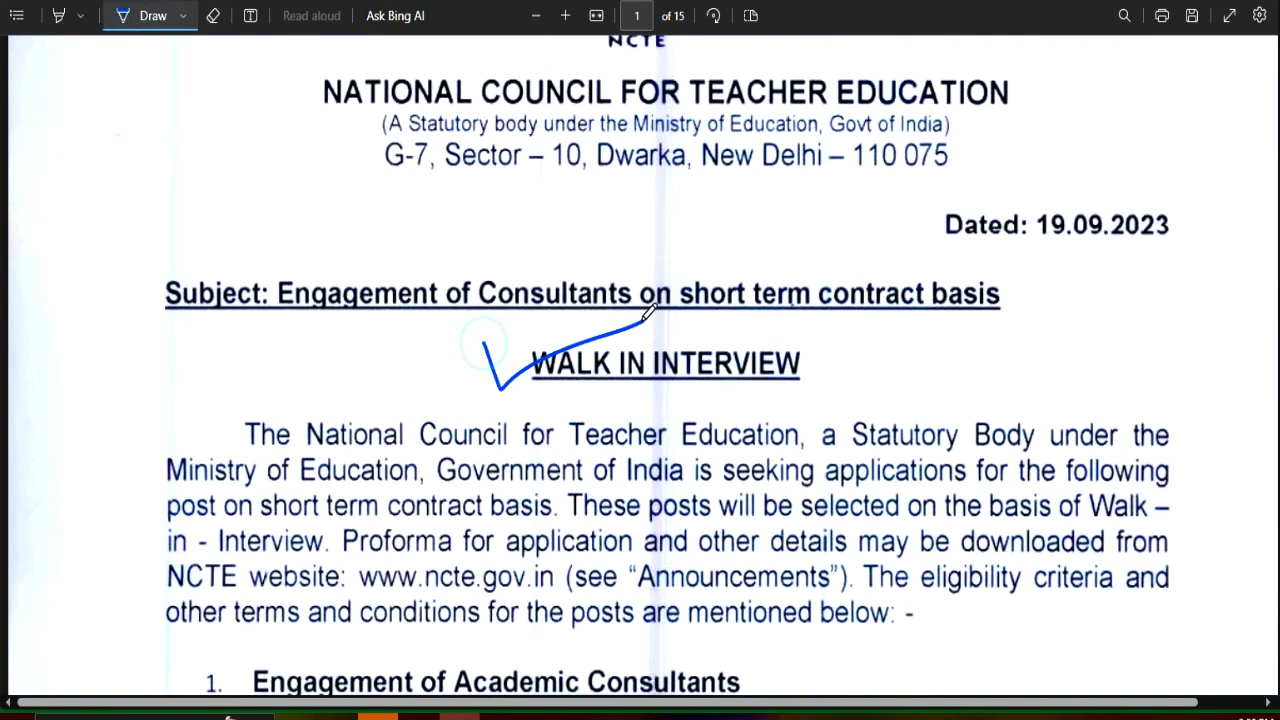 Draw
Read aloud
Ask Bing AI
1
of 15
NCTE
NATIONAL COUNCIL FOR TEACHER EDUCATION
(A Statutory body under the Ministry of Education, Govt of India)
G-7, Sector – 10, Dwarka, New Delhi – 110 075
Dated: 19.09.2023
Subject: Engagement of Consultants on short term contract basis
WALK IN INTERVIEW
The National Council for Teacher Education, a Statutory Body under the
Ministry of Education, Government of India is seeking applications for the following
post on short term contract basis. These posts will be selected on the basis of Walk –
in - Interview. Proforma for application and other details may be downloaded from
NCTE website: www.ncte.gov.in (see “Announcements”). The eligibility criteria and
other terms and conditions for the posts are mentioned below: -
1. Engagement of Academic Consultants